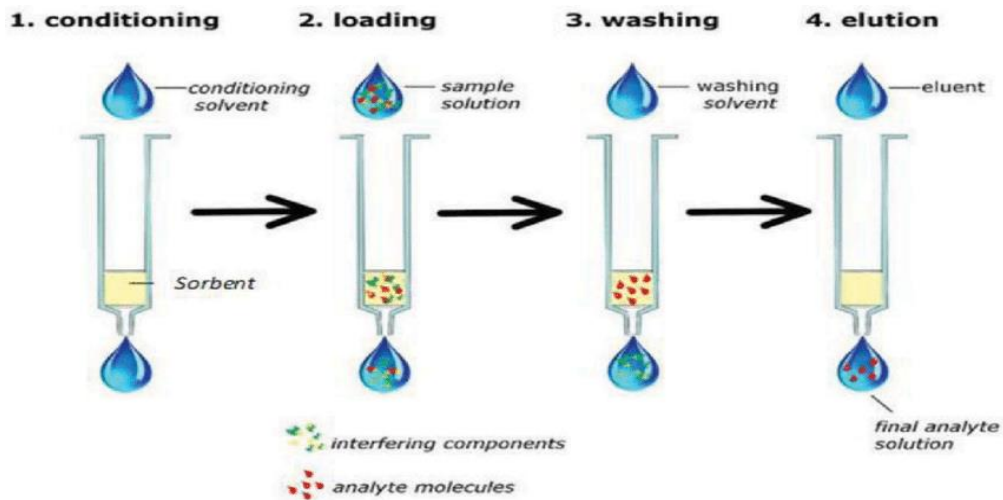 1. conditioning
2. loading
3. washing
4. elution
conditioning
solvent
sample
solution
washing
solvent
eluent
Sorbent
final analyte
solution
interfering components
analyte molecules